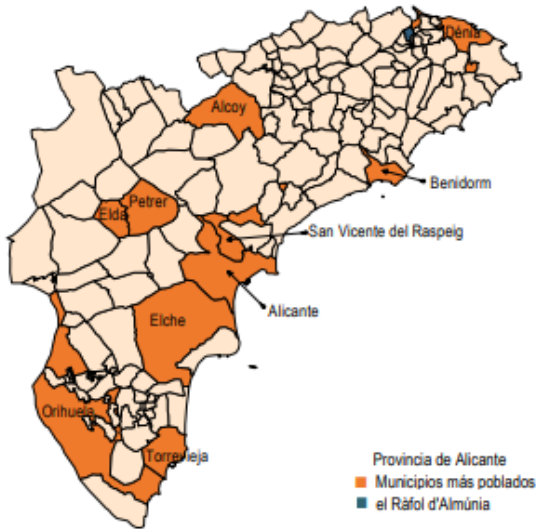 Dénia
Alcoy
Benidorm
Petrer
Elda
San Vicente del Raspeig
Alicante
Elche
Orihuela
Torrevieja
Provincia de Alicante
Municipios más poblados
el Ràfol d'Almúnia